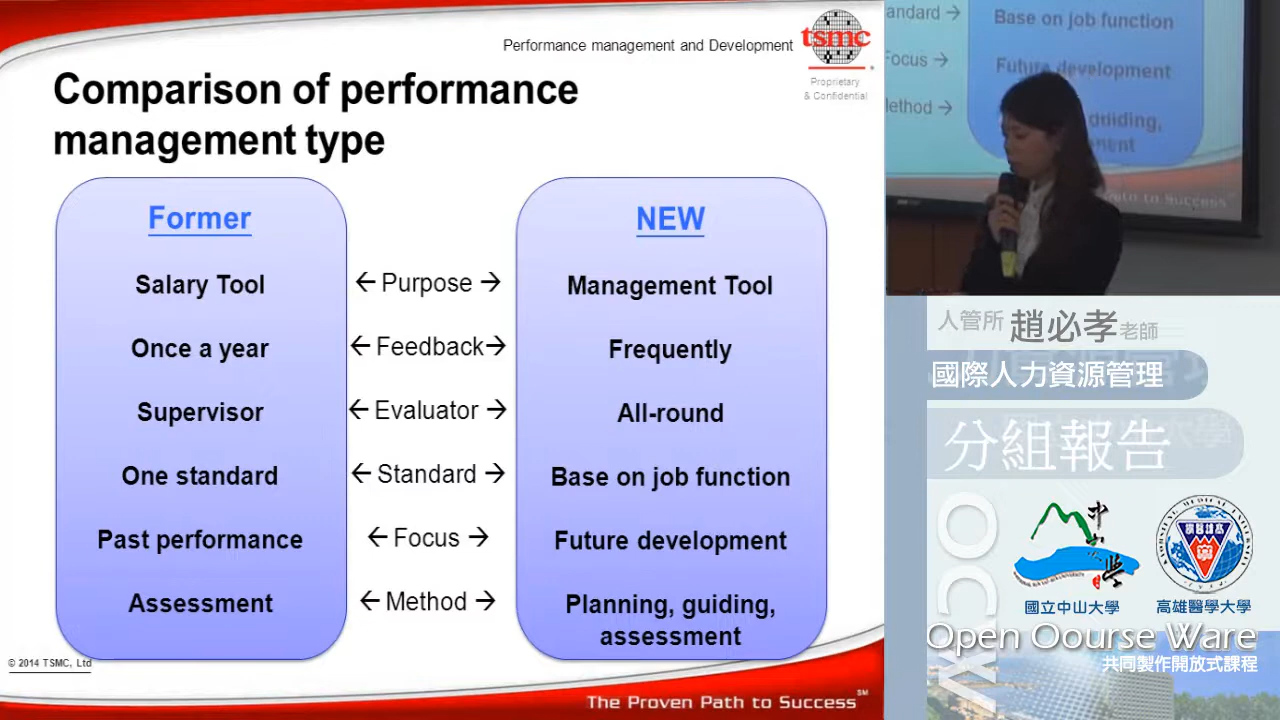 Performance management and Development
tsmc
Proprietary
& Confidential
Comparison of performance
management type
Former
NEW
Salary Tool
← Purpose →
Management Tool
Once a year
← Feedback→
Frequently
Supervisor
← Evaluator →
All-round
One standard
← Standard →
Base on job function
Past performance
← Focus →
Future development
Assessment
← Method →
Planning, guiding,
assessment
© 2014 TSMC, Ltd
The Proven Path to Success℠
andard →
Base on job function
Focus →
Future development
ethod →
guiding,
Path to Success
人管所 趙必孝老師
國際人力資源管理
分組報告
OCW
國立中山大學
高雄醫學大學
Open Oourse Ware
共同製作開放式課程